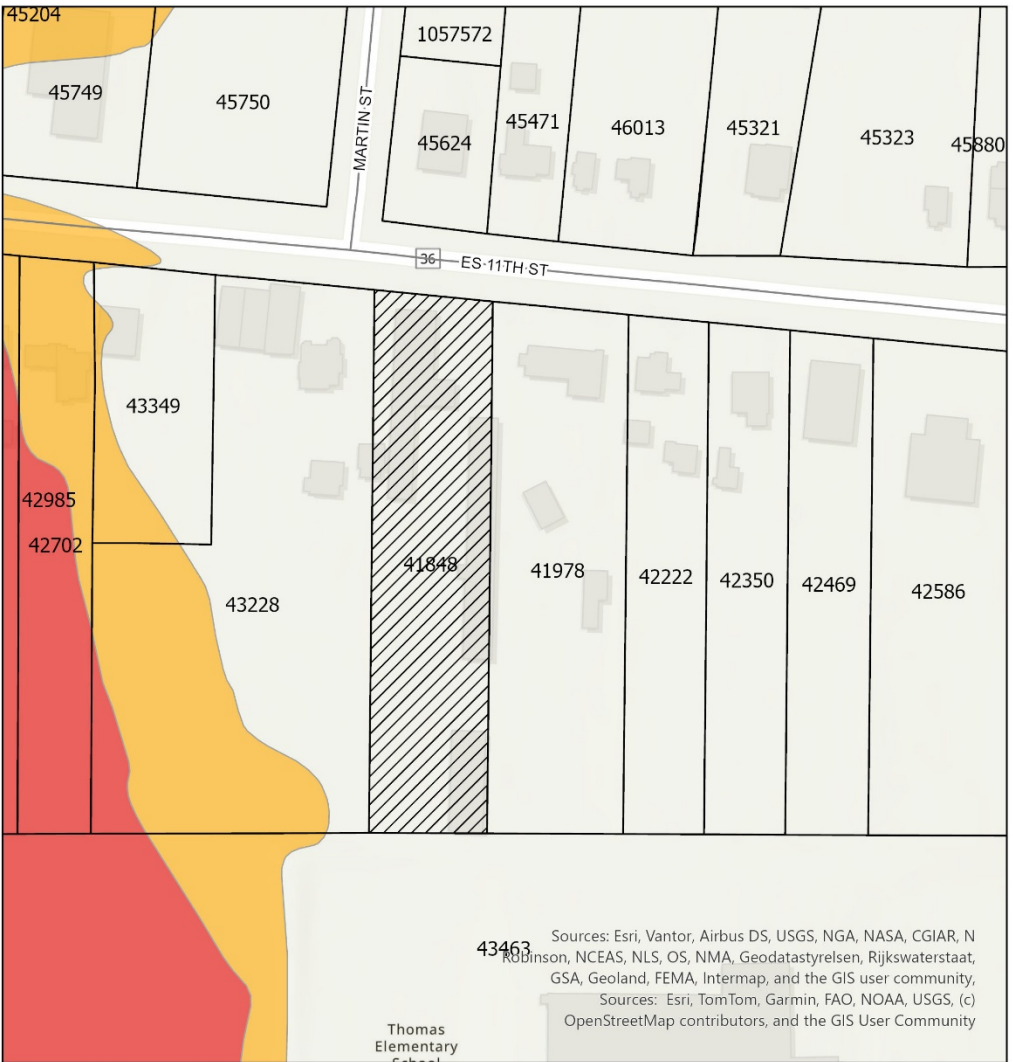 45204
1057572
45749
45750
MARTIN ST
45624
45471
46013
45321
45323
45880
36
ES 11TH ST
43349
42985
42702
43228
41848
41978
42222
42350
42469
42586
43463
Sources: Esri, Vantor, Airbus DS, USGS, NGA, NASA, CGIAR, N
Robinson, NCEAS, NLS, OS, NMA, Geodatastyrelsen, Rijkswaterstaat,
GSA, Geoland, FEMA, Intermap, and the GIS user community,
Sources: Esri, TomTom, Garmin, FAO, NOAA, USGS, (c)
OpenStreetMap contributors, and the GIS User Community
Thomas
Elementary
School